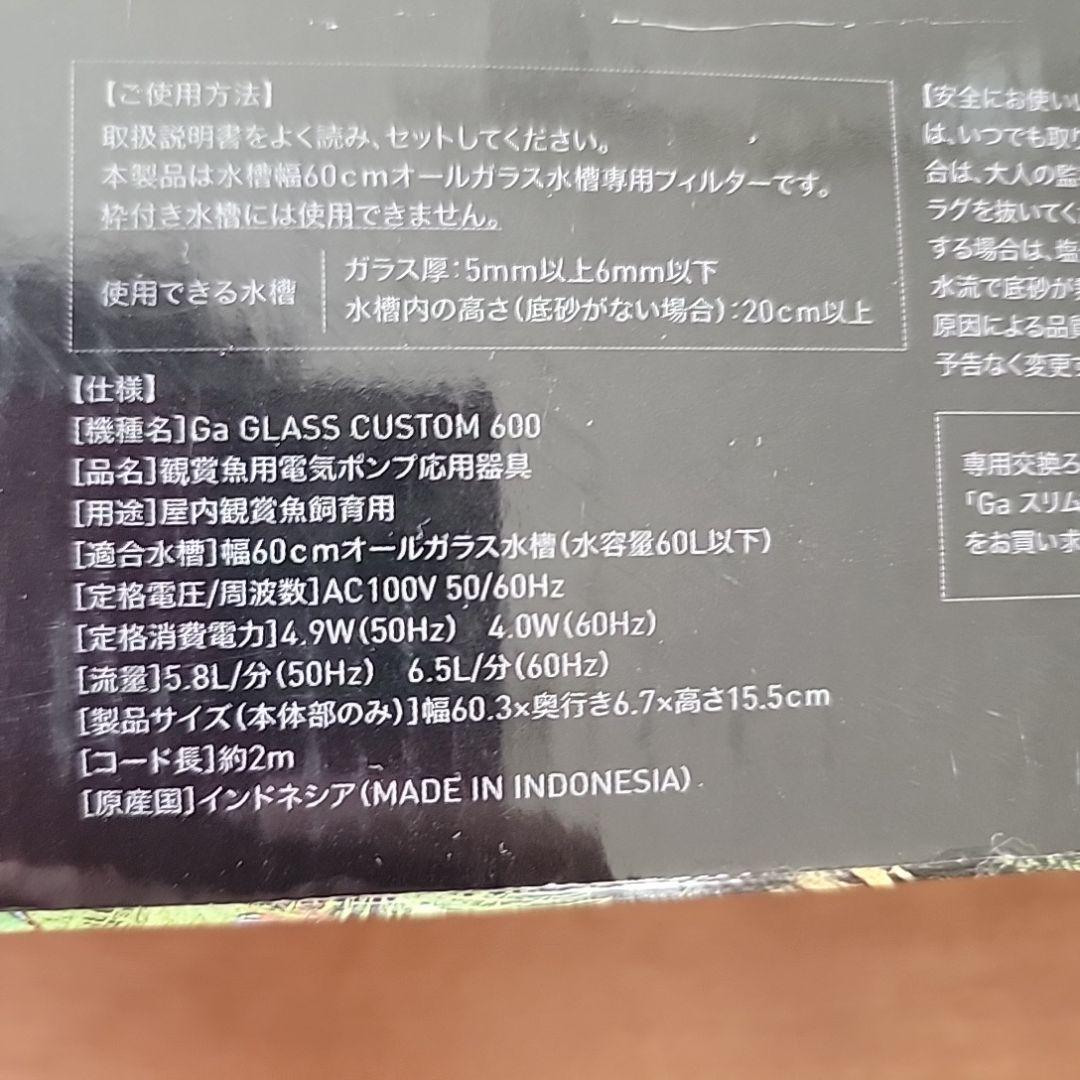 【ご使用方法】
取扱説明書をよく読み、セットしてください。
本製品は水槽幅60cmオールガラス水槽専用フィルターです。
枠付き水槽には使用できません。
使用できる水槽
ガラス厚：5mm以上6mm以下
水槽内の高さ（底砂がない場合）：20cm以上
【仕様】
[機種名]Ga GLASS CUSTOM 600
[品名]観賞魚用電気ポンプ応用器具
[用途]屋内観賞魚飼育用
[適合水槽]幅60cmオールガラス水槽（水容量60L以下）
[定格電圧/周波数]AC100V 50/60Hz
[定格消費電力]4.9W(50Hz)　4.0W(60Hz)
[流量]5.8L/分(50Hz)　6.5L/分(60Hz)
[製品サイズ（本体部のみ）]幅60.3×奥行き6.7×高さ15.5cm
[コード長]約2m
[原産国]インドネシア（MADE IN INDONESIA）
【安全にお使い
は、いつでも取り
合は、大人の監
ラグを抜いてく
する場合は、塩
水流で底砂が
原因による品質
予告なく変更す
専用交換ろ
「Ga スリム
をお買い求